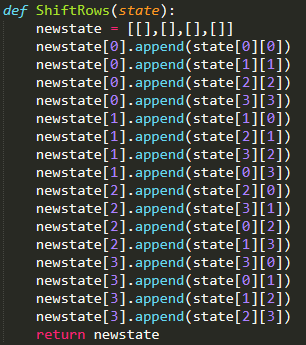 def ShiftRows(state):
    newstate = [[],[],[],[]]
    newstate[0].append(state[0][0])
    newstate[0].append(state[1][1])
    newstate[0].append(state[2][2])
    newstate[0].append(state[3][3])
    newstate[1].append(state[1][0])
    newstate[1].append(state[2][1])
    newstate[1].append(state[3][2])
    newstate[1].append(state[0][3])
    newstate[2].append(state[2][0])
    newstate[2].append(state[3][1])
    newstate[2].append(state[0][2])
    newstate[2].append(state[1][3])
    newstate[3].append(state[3][0])
    newstate[3].append(state[0][1])
    newstate[3].append(state[1][2])
    newstate[3].append(state[2][3])
    return newstate